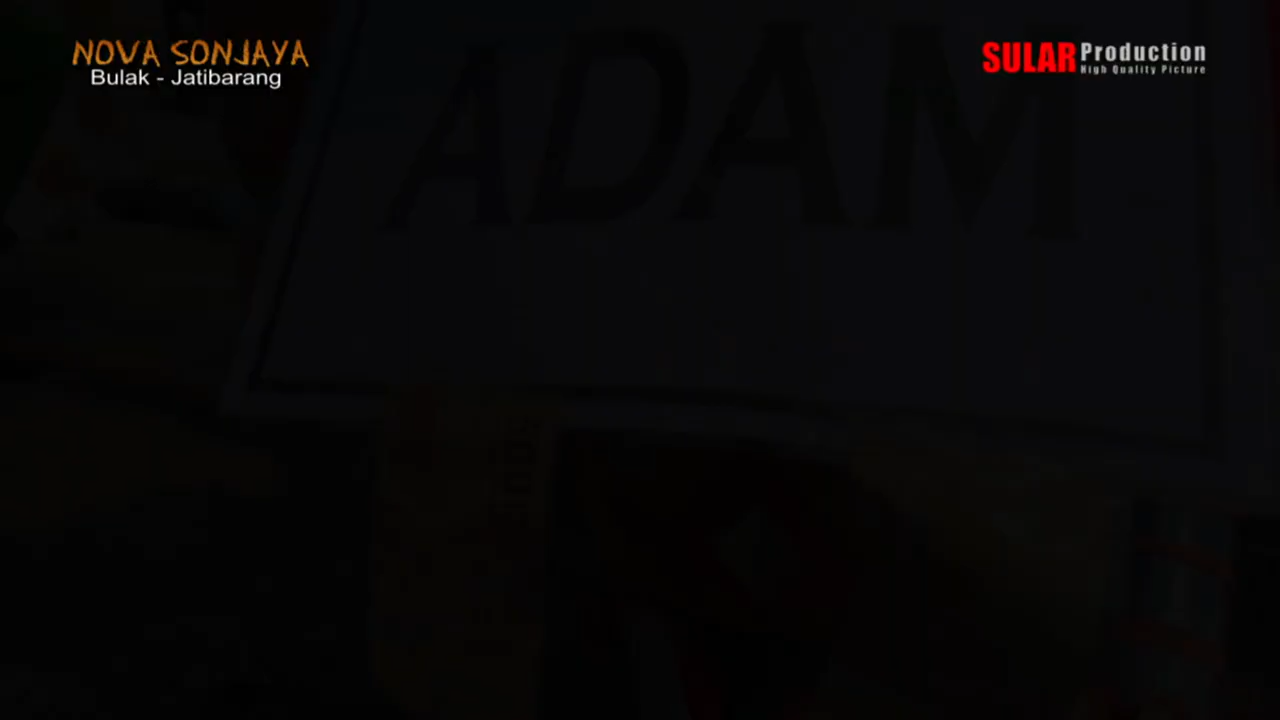 NOVA SONJAYA
Bulak - Jatibarang
SULAR Production
High Quality Picture
ADAM